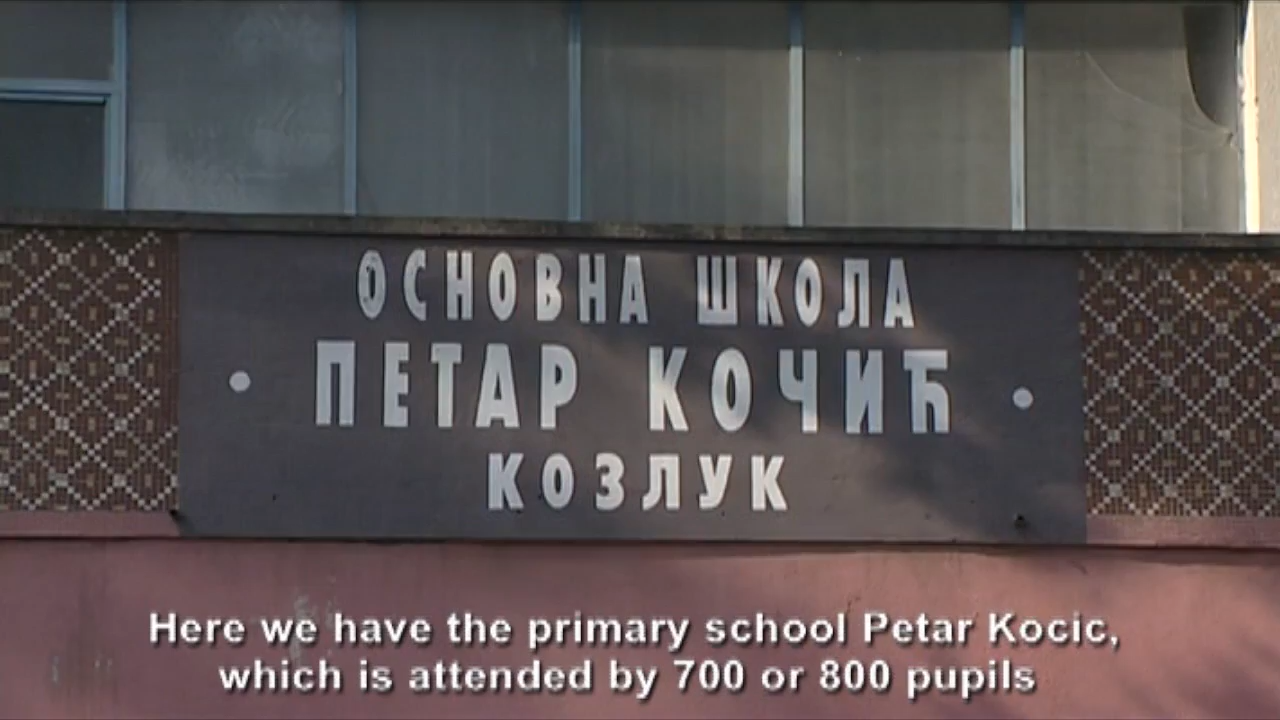 ОСНОВНА ШКОЛА
ПЕТАР КОЧИЋ
КОЗЛУК
Here we have the primary school Petar Kocic,
which is attended by 700 or 800 pupils